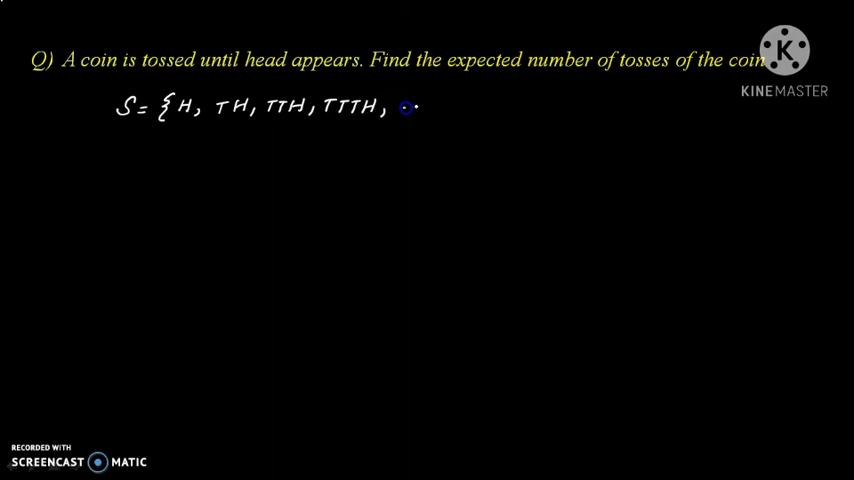 Q) A coin is tossed until head appears. Find the expected number of tosses of the coin
S = { H, TH, TTH, TTTH, ..
K
KINEMASTER
RECORDED WITH
SCREENCAST MATIC